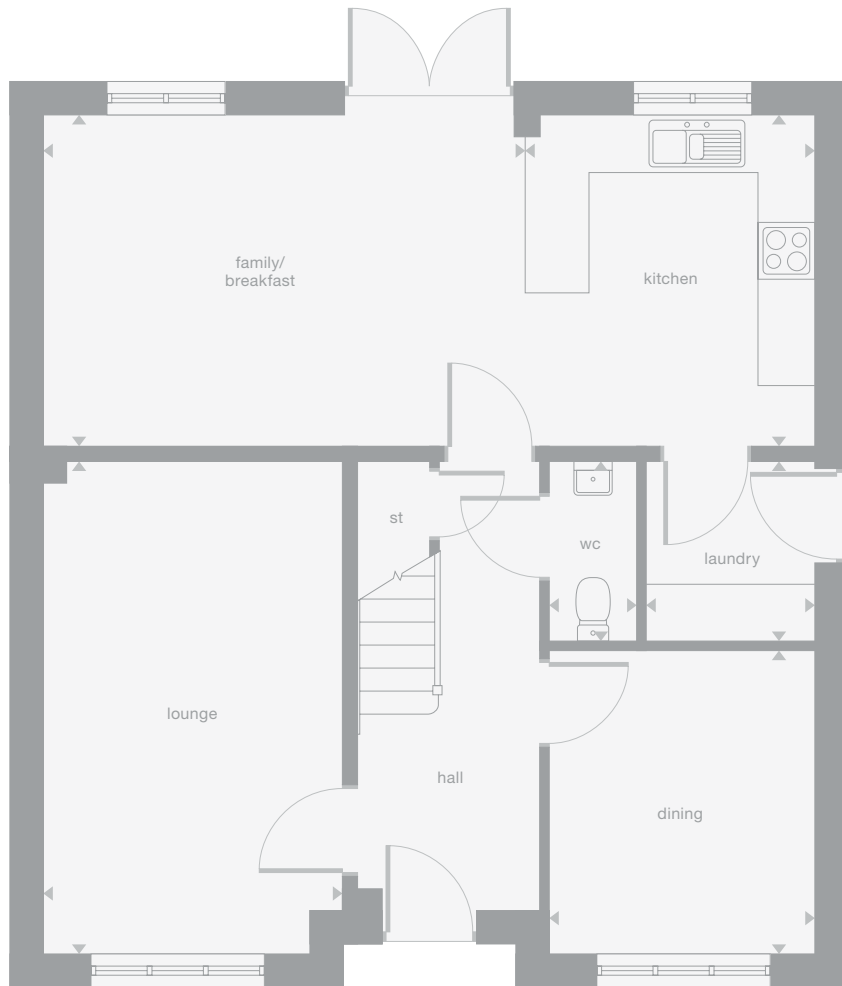 family/
breakfast
kitchen
st
wc
laundry
lounge
hall
dining